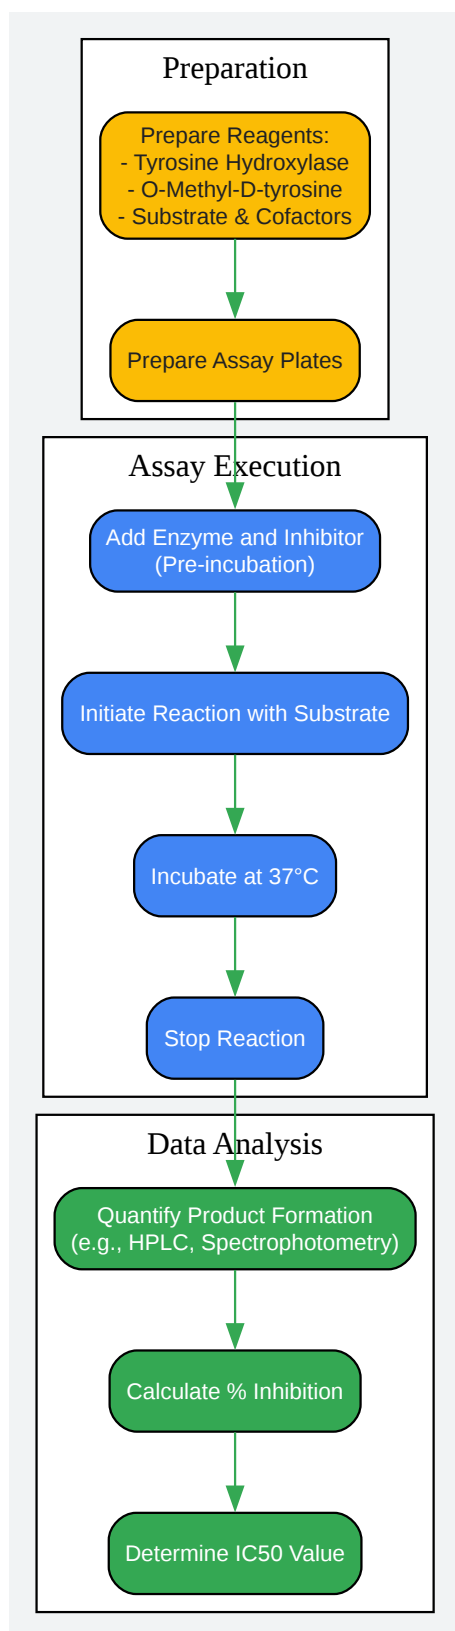 Preparation
Prepare Reagents:
- Tyrosine Hydroxylase
- O-Methyl-D-tyrosine
- Substrate & Cofactors
Prepare Assay Plates
Assay Execution
Add Enzyme and Inhibitor
(Pre-incubation)
Initiate Reaction with Substrate
Incubate at 37°C
Stop Reaction
Data Analysis
Quantify Product Formation
(e.g., HPLC, Spectrophotometry)
Calculate % Inhibition
Determine IC50 Value